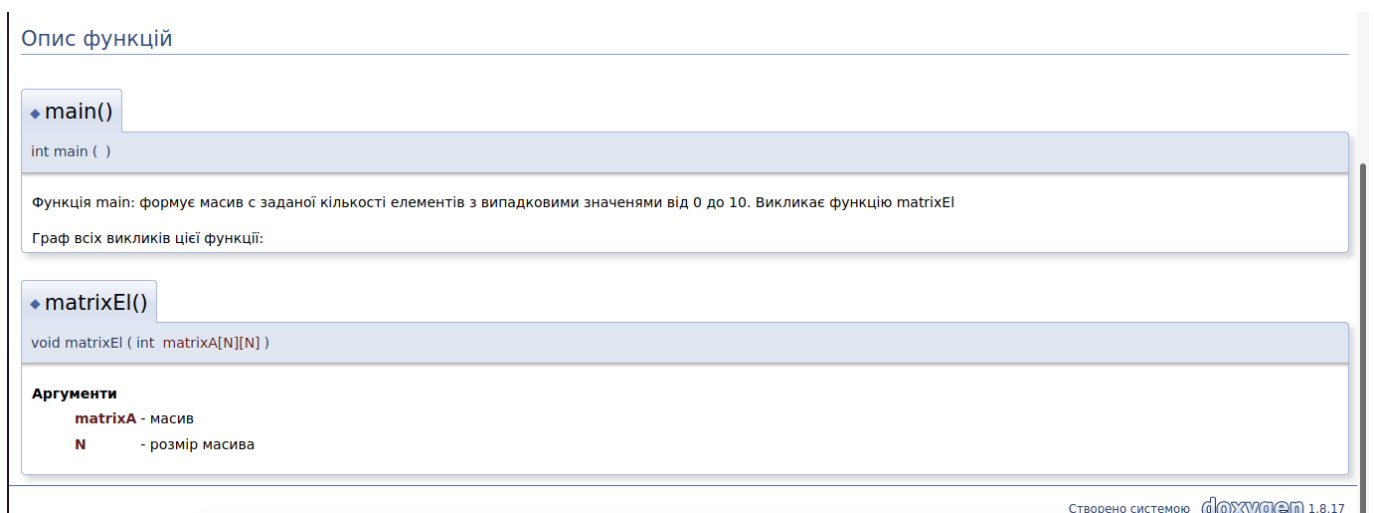 Опис функцій
◆ main()
int main ( )
Функція main: формує масив с заданої кількості елементів з випадковими значенями від 0 до 10. Викликає функцію matrixEl
Граф всіх викликів цієї функції:
◆ matrixEl()
void matrixEl ( int matrixA[N][N] )
Аргументи
matrixA - масив
N - розмір масива
Створено системою doxygen 1.8.17